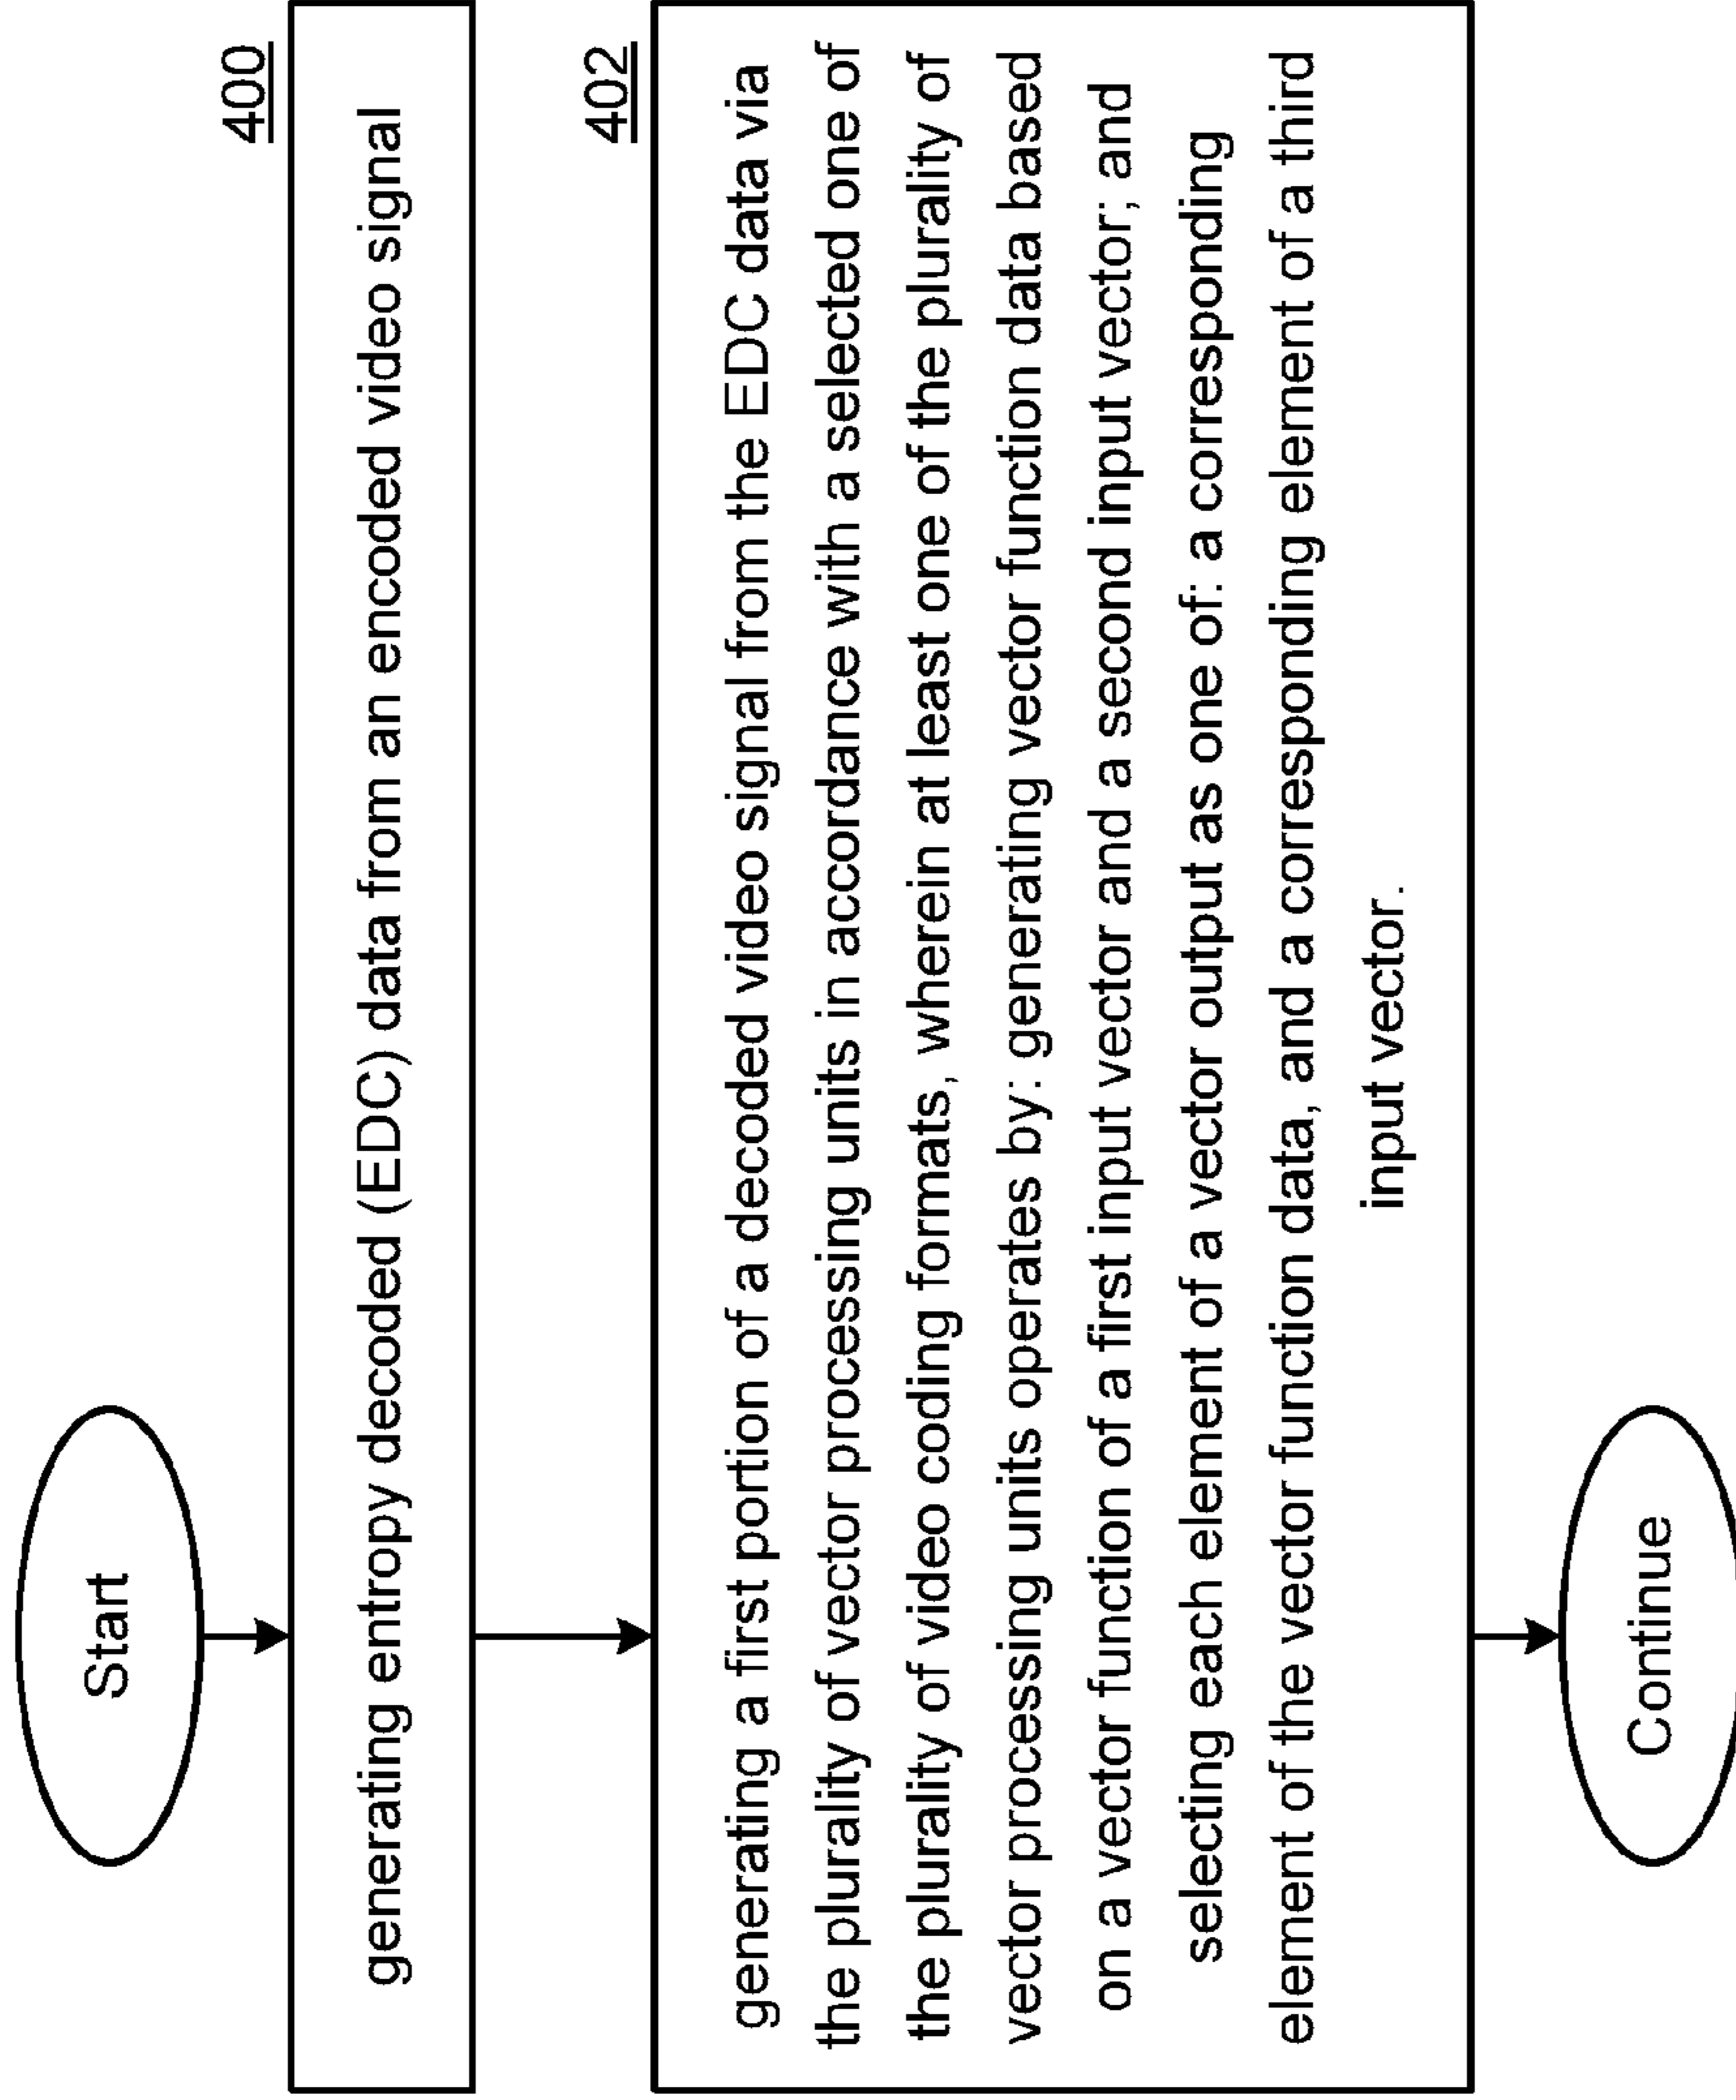 Start
400
generating entropy decoded (EDC) data from an encoded video signal
402
generating a first portion of a decoded video signal from the EDC data via
the plurality of vector processing units in accordance with a selected one of
the plurality of video coding formats, wherein at least one of the plurality of
vector processing units operates by: generating vector function data based
on a vector function of a first input vector and a second input vector; and
selecting each element of a vector output as one of: a corresponding
element of the vector function data, and a corresponding element of a third
input vector.
Continue